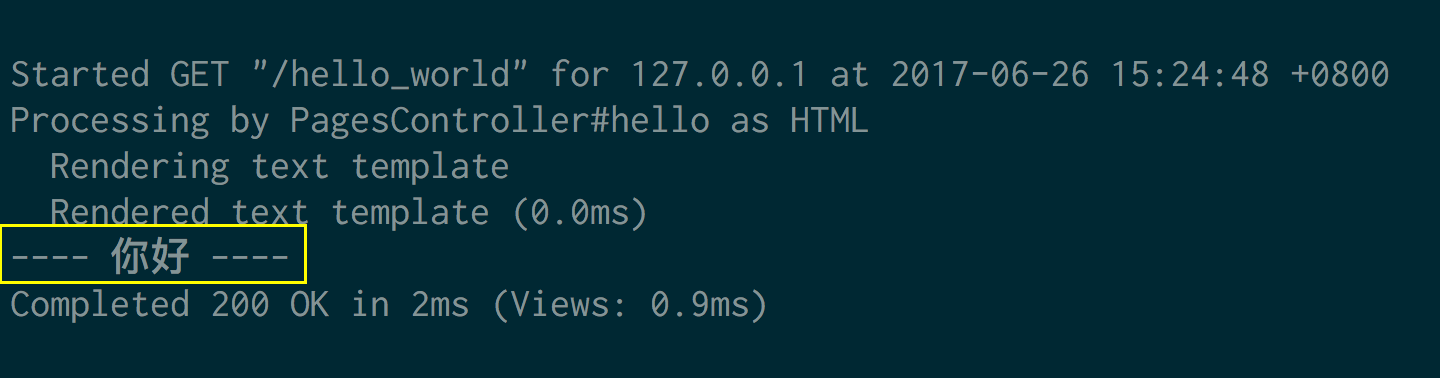 Started GET "/hello_world" for 127.0.0.1 at 2017-06-26 15:24:48 +0800
Processing by PagesController#hello as HTML
  Rendering text template
  Rendered text template (0.0ms)
---- 你好 ----
Completed 200 OK in 2ms (Views: 0.9ms)